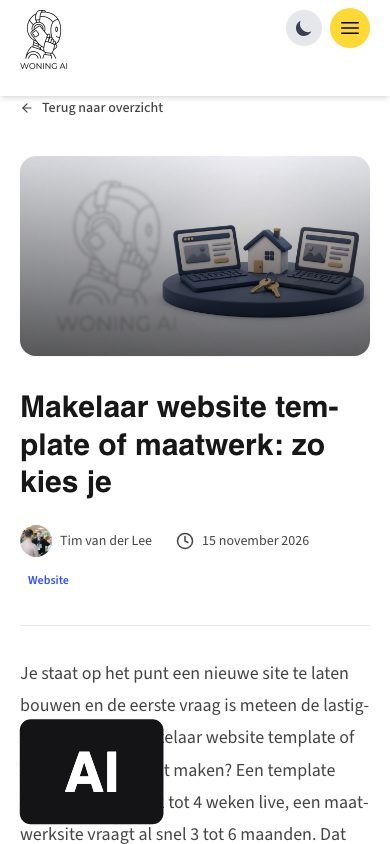 WONING AI
Terug naar overzicht
WONING AI
Makelaar website tem-
plate of maatwerk: zo
kies je
Tim van der Lee
15 november 2026
Website
Je staat op het punt een nieuwe site te laten
bouwen en de eerste vraag is meteen de lastig-
website template of
maken? Een template
tot 4 weken live, een maat-
werksite vraagt al snel 3 tot 6 maanden. Dat
AI